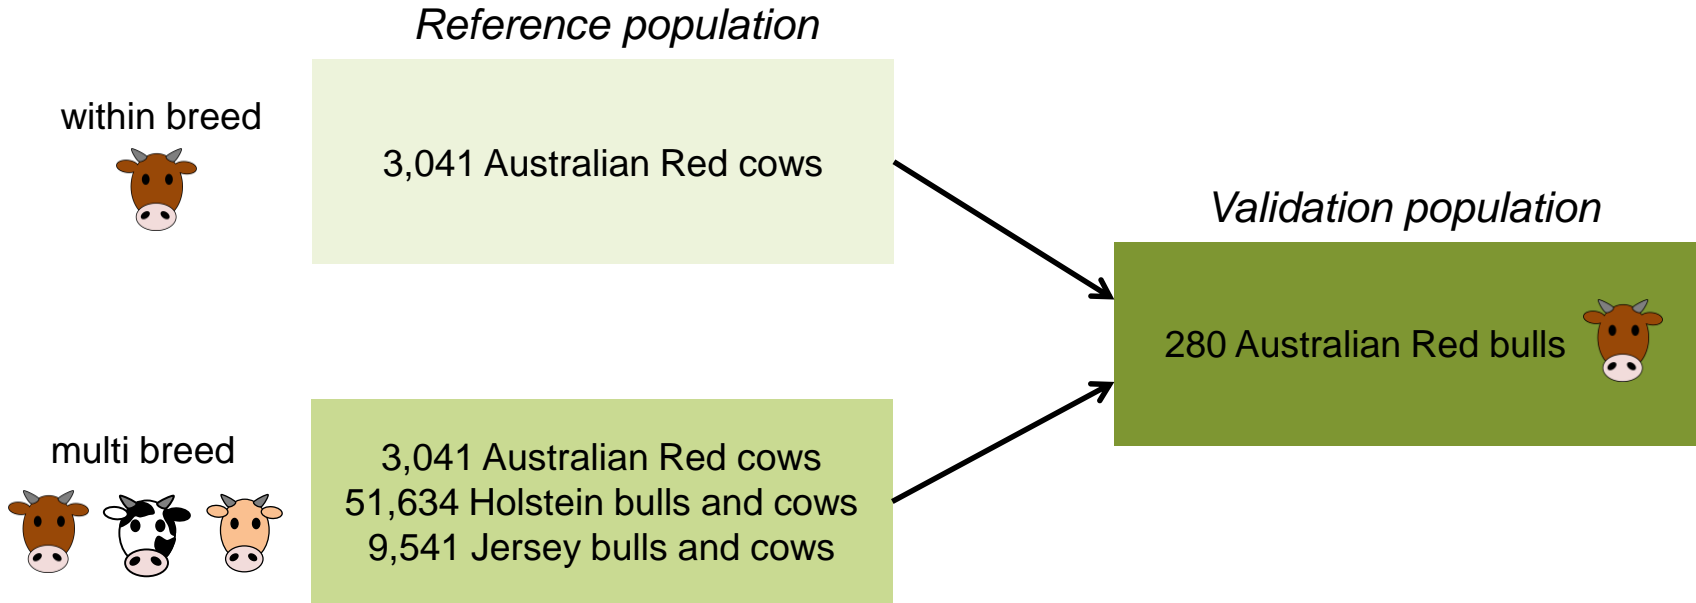 Reference population
within breed
3,041 Australian Red cows
Validation population
280 Australian Red bulls
multi breed
3,041 Australian Red cows
51,634 Holstein bulls and cows
9,541 Jersey bulls and cows